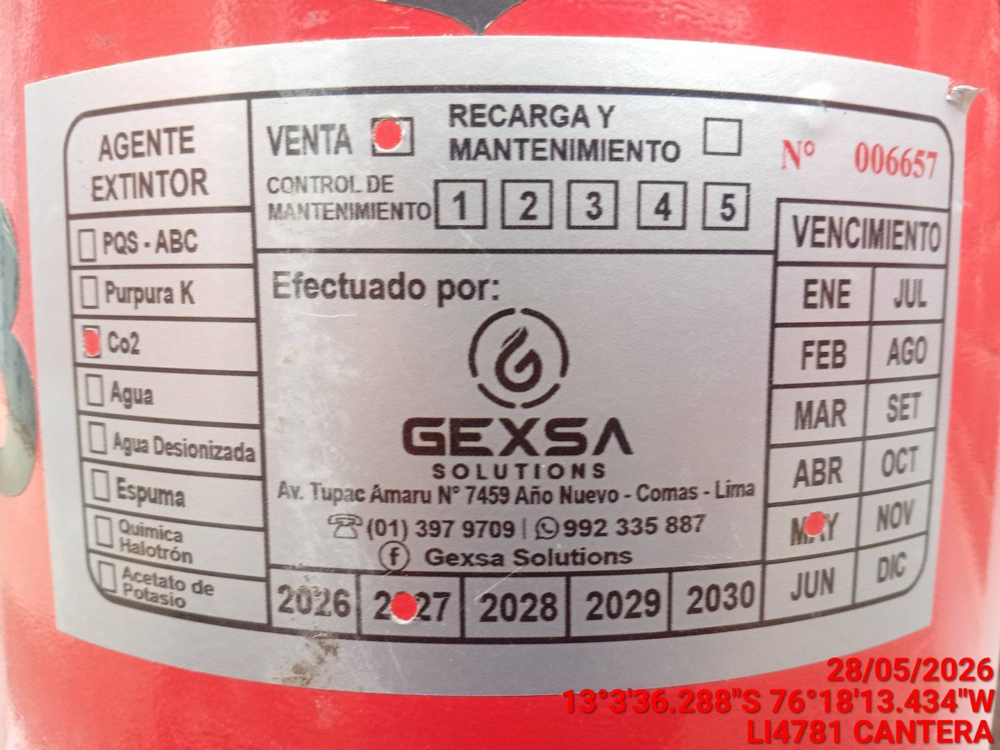 AGENTE
EXTINTOR
PQS - ABC
Purpura K
Co2
Agua
Agua Desionizada
Espuma
Quimica
Halotrón
Acetato de
Potasio
VENTA
RECARGA Y
MANTENIMIENTO
CONTROL DE
MANTENIMIENTO 1 2 3 4 5
Nº 006657
Efectuado por:
GEXSA
SOLUTIONS
Av. Tupac Amaru N° 7459 Año Nuevo - Comas - Lima
(01) 397 9709 | 992 335 887
f Gexsa Solutions
2026 2027 2028 2029 2030
VENCIMIENTO
ENE JUL
FEB AGO
MAR SET
ABR OCT
MAY NOV
JUN DIC
28/05/2026
13°3'36.288"S 76°18'13.434"W
LI4781 CANTERA